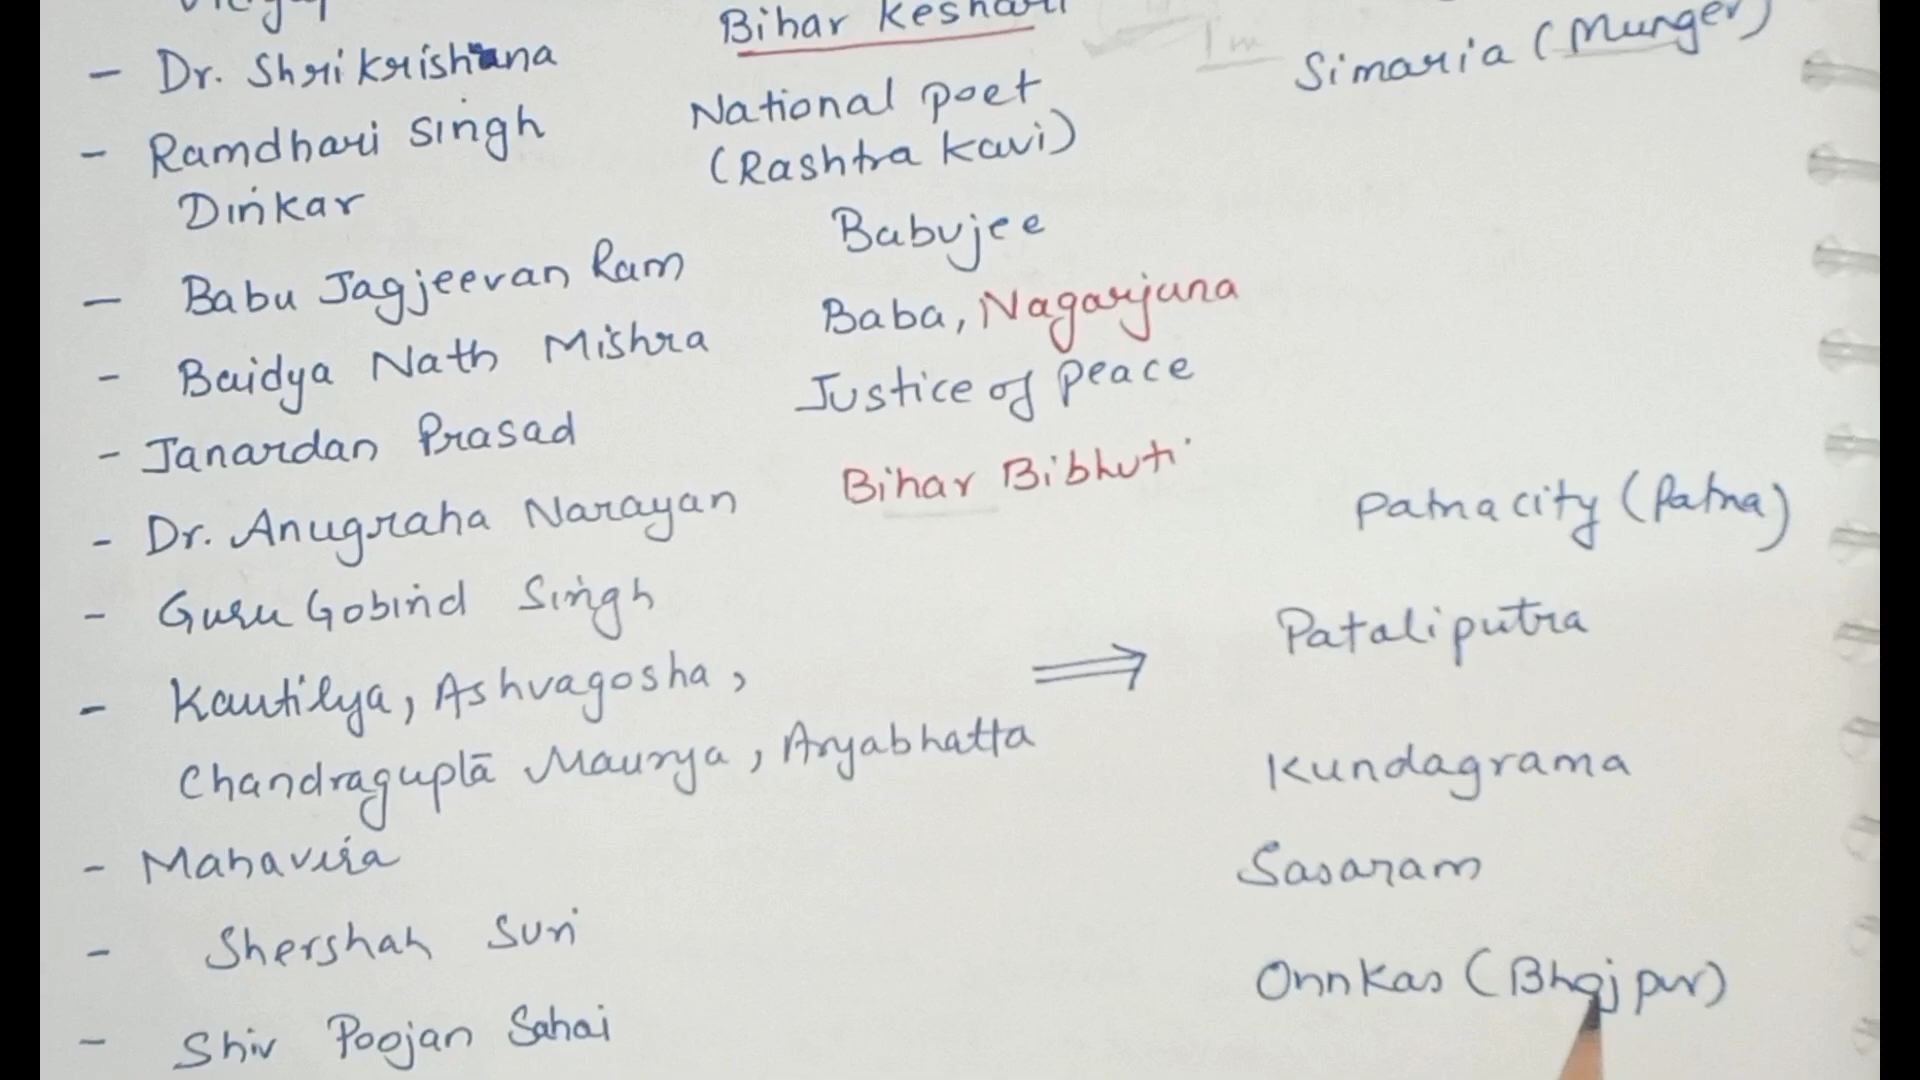 Bihar Keshari
- Dr. Shrikrishana
Simaria (Munger)
- Ramdhari Singh National poet
Dinkar (Rashtra Kavi)
- Babu Jagjeevan Ram Babujee
- Baidya Nath Mishra Baba, Nagarjuna
- Janardan Prasad Justice of peace
- Dr. Anugraha Narayan Bihar Bibhuti
- Guru Gobind Singh Patnacity (Patna)
- Kautilya, Ashvagosha, ⇒ Pataliputra
Chandragupta Maurya, Aryabhatta
- Mahavira Kundagrama
- Shershah Suri Sasaram
- Shiv Poojan Sahai Onnkas (Bhojpur)